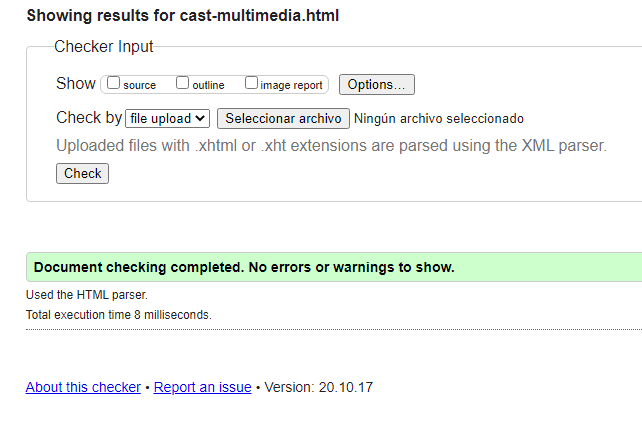 Showing results for cast-multimedia.html
Checker Input
Show source outline image report Options...
Check by file upload Seleccionar archivo Ningún archivo seleccionado
Uploaded files with .xhtml or .xht extensions are parsed using the XML parser.
Check
Document checking completed. No errors or warnings to show.
Used the HTML parser.
Total execution time 8 milliseconds.
About this checker • Report an issue • Version: 20.10.17